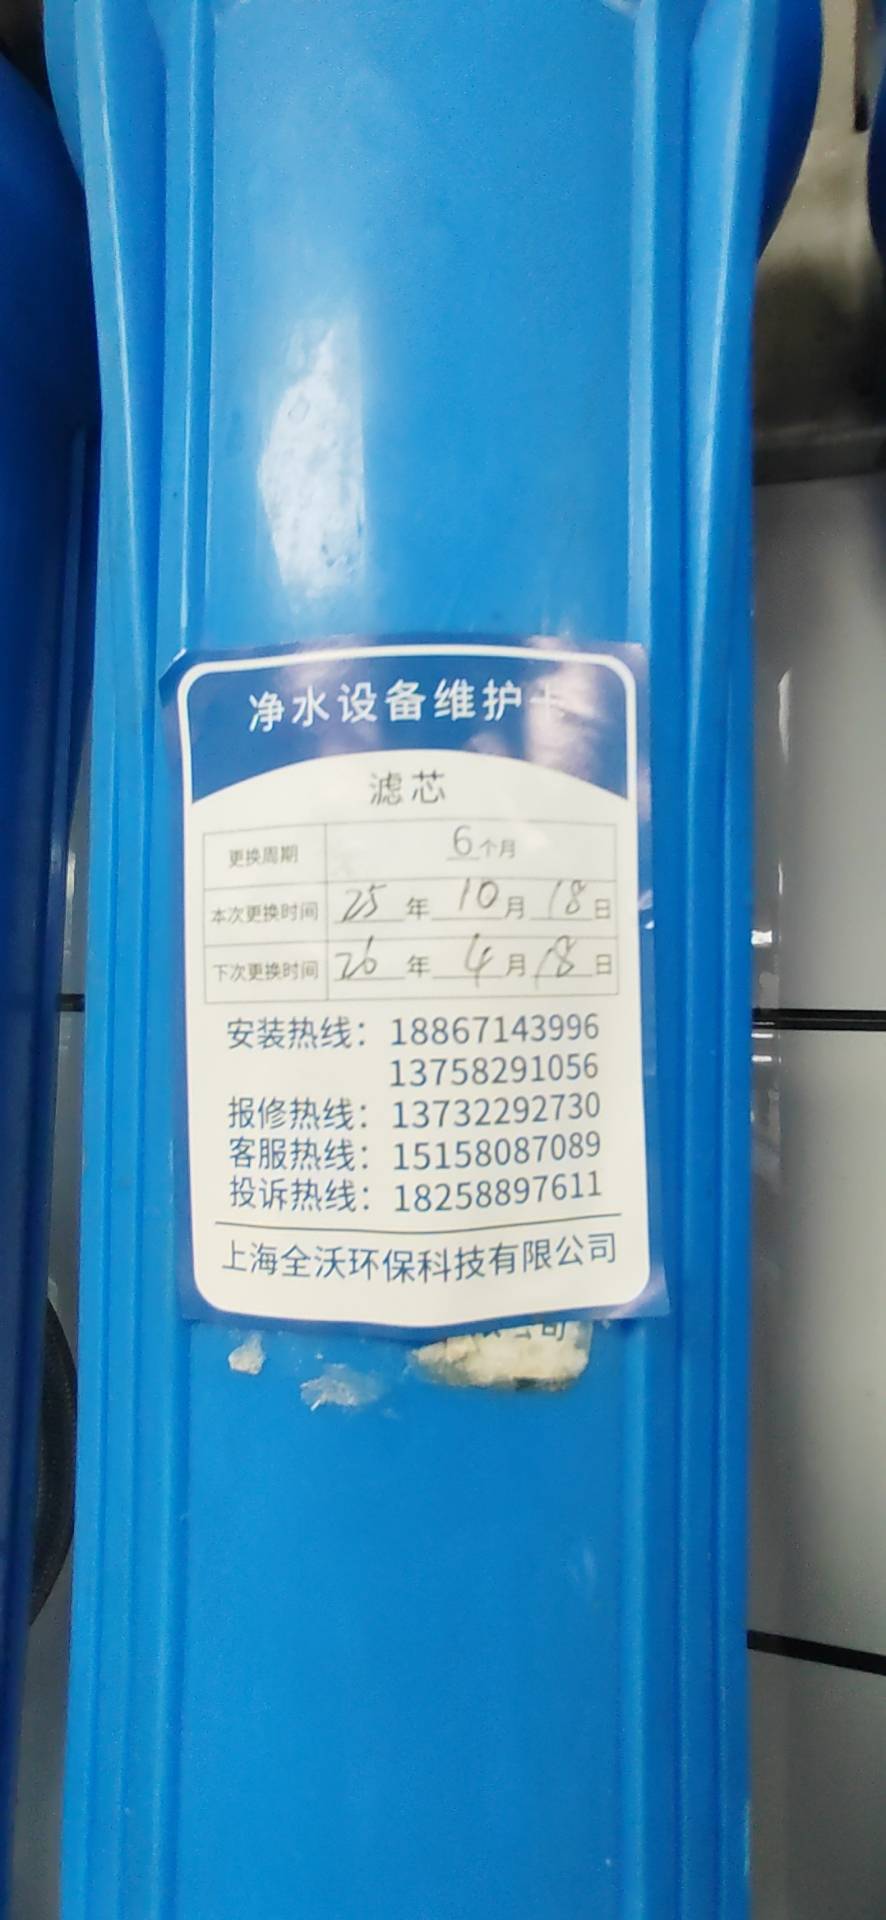 净水设备维护卡
滤芯
更换周期 6个月
本次更换时间 25年10月18日
下次更换时间 26年4月18日
安装热线：18867143996
13758291056
报修热线：13732292730
客服热线：15158087089
投诉热线：18258897611
上海全沃环保科技有限公司
公司